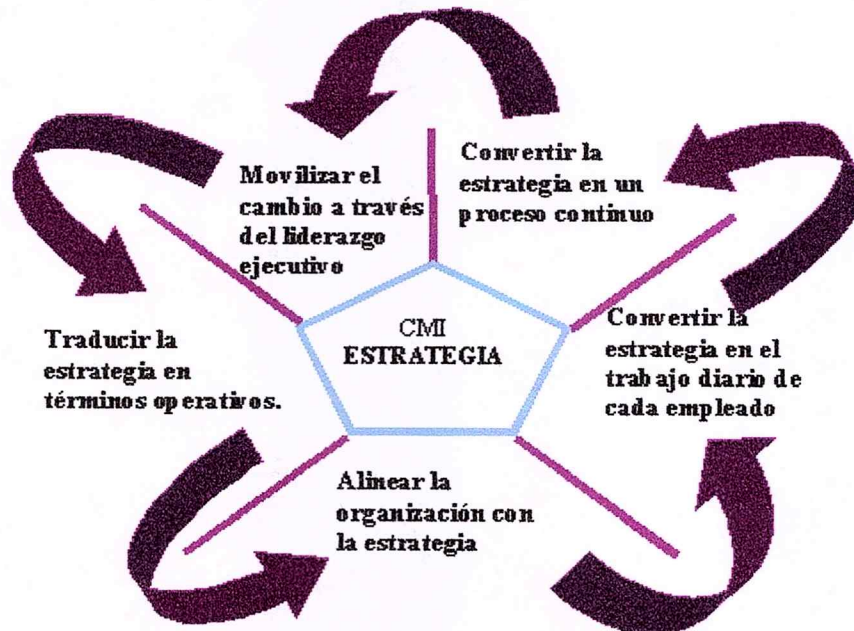 Movilizar el
cambio a través
del liderazgo
ejecutivo
Convertir la
estrategia en un
proceso continuo
Traducir la
estrategia en
términos operativos.
CMI
ESTRATEGIA
Convertir la
estrategia en el
trabajo diario de
cada empleado
Alinear la
organización con
la estrategia